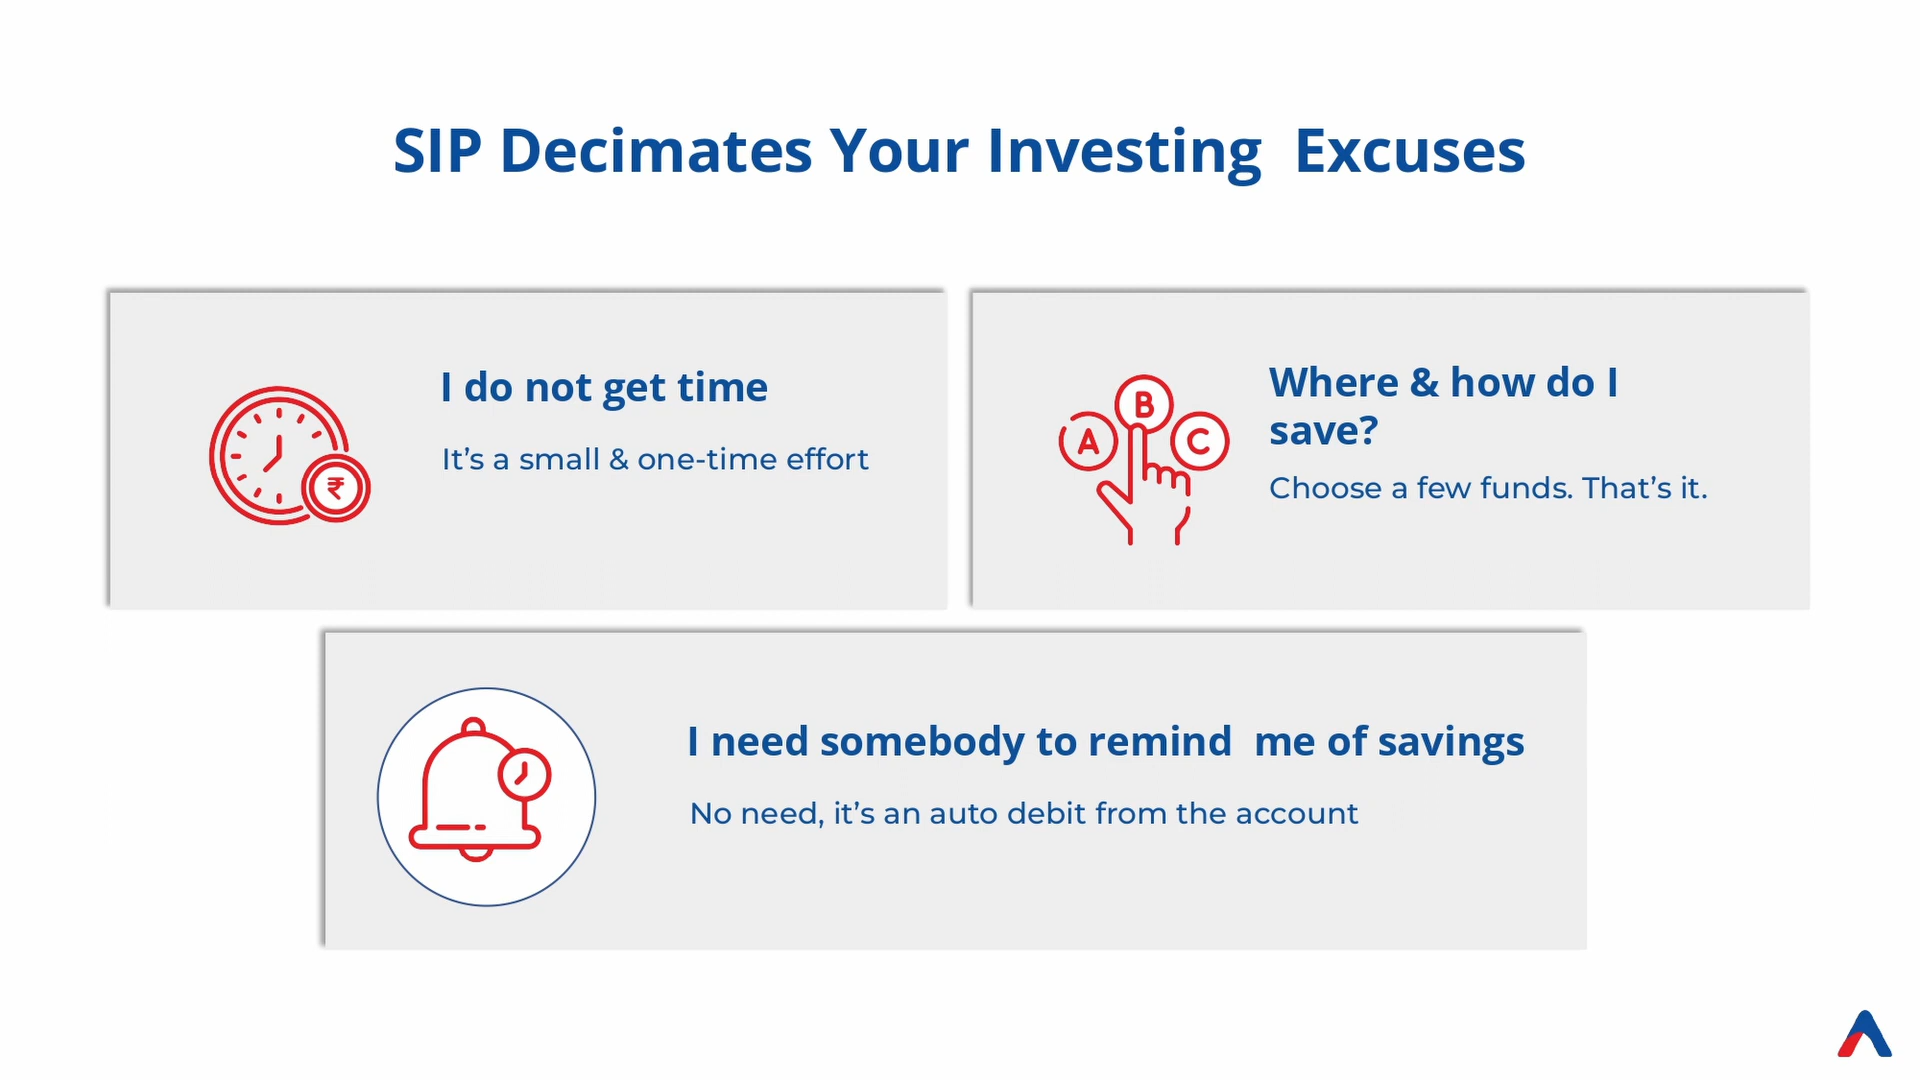 SIP Decimates Your Investing  Excuses
I do not get time
It’s a small & one-time effort
B
A
C
₹
Where & how do I
save?
Choose a few funds. That’s it.
I need somebody to remind  me of savings
No need, it’s an auto debit from the account